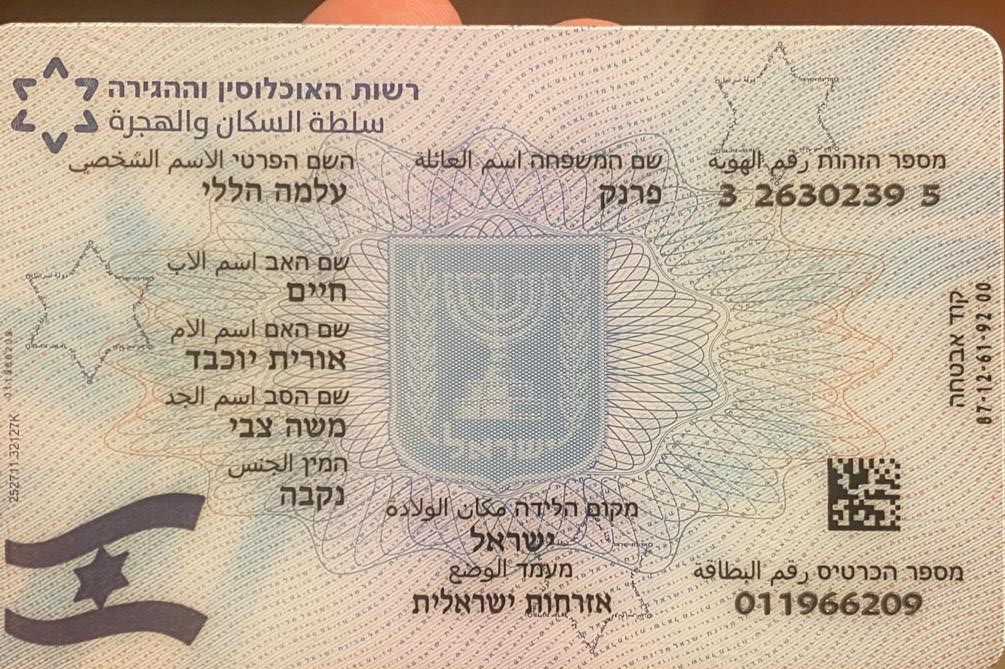 רשות האוכלוסין וההגירה
سلطة السكان والهجرة
מספר הזהות رقم الهوية
3 2630239 5
שם המשפחה اسم العائلة
פרנק
השם הפרטי الاسم الشخصي
עלמה הללי
שם האב اسم الاب
חיים
שם האם اسم الام
אורית יוכבד
שם הסב اسم الجد
משה צבי
המין الجنس
נקבה
ישראל
מקום הלידה مكان الولادة
ישראל
מעמד الوضع
אזרחות ישראלית
מספר הכרטיס رقم البطاقة
011966209
קוד אבטחה
87-12-61-92 00
252711.32127K